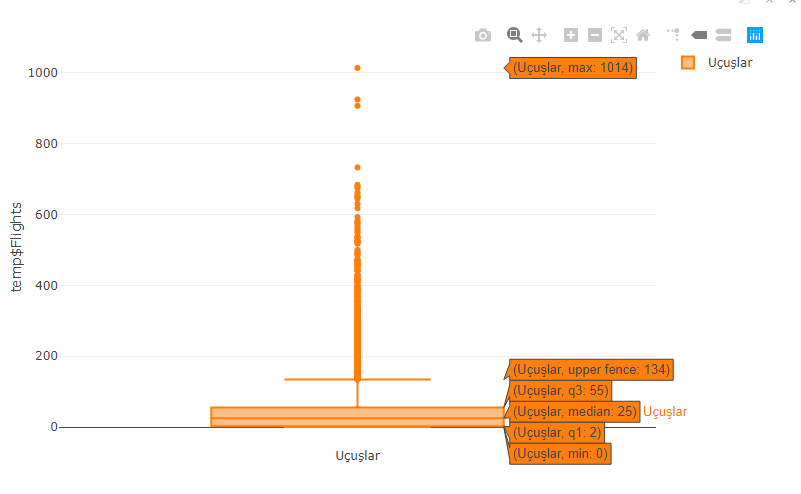 1000
800
600
400
200
0
temp$Flights
Uçuşlar
(Uçuşlar, max: 1014)
Uçuşlar
(Uçuşlar, upper fence: 134)
(Uçuşlar, q3: 55)
(Uçuşlar, median: 25) Uçuşlar
(Uçuşlar, q1: 2)
(Uçuşlar, min: 0)